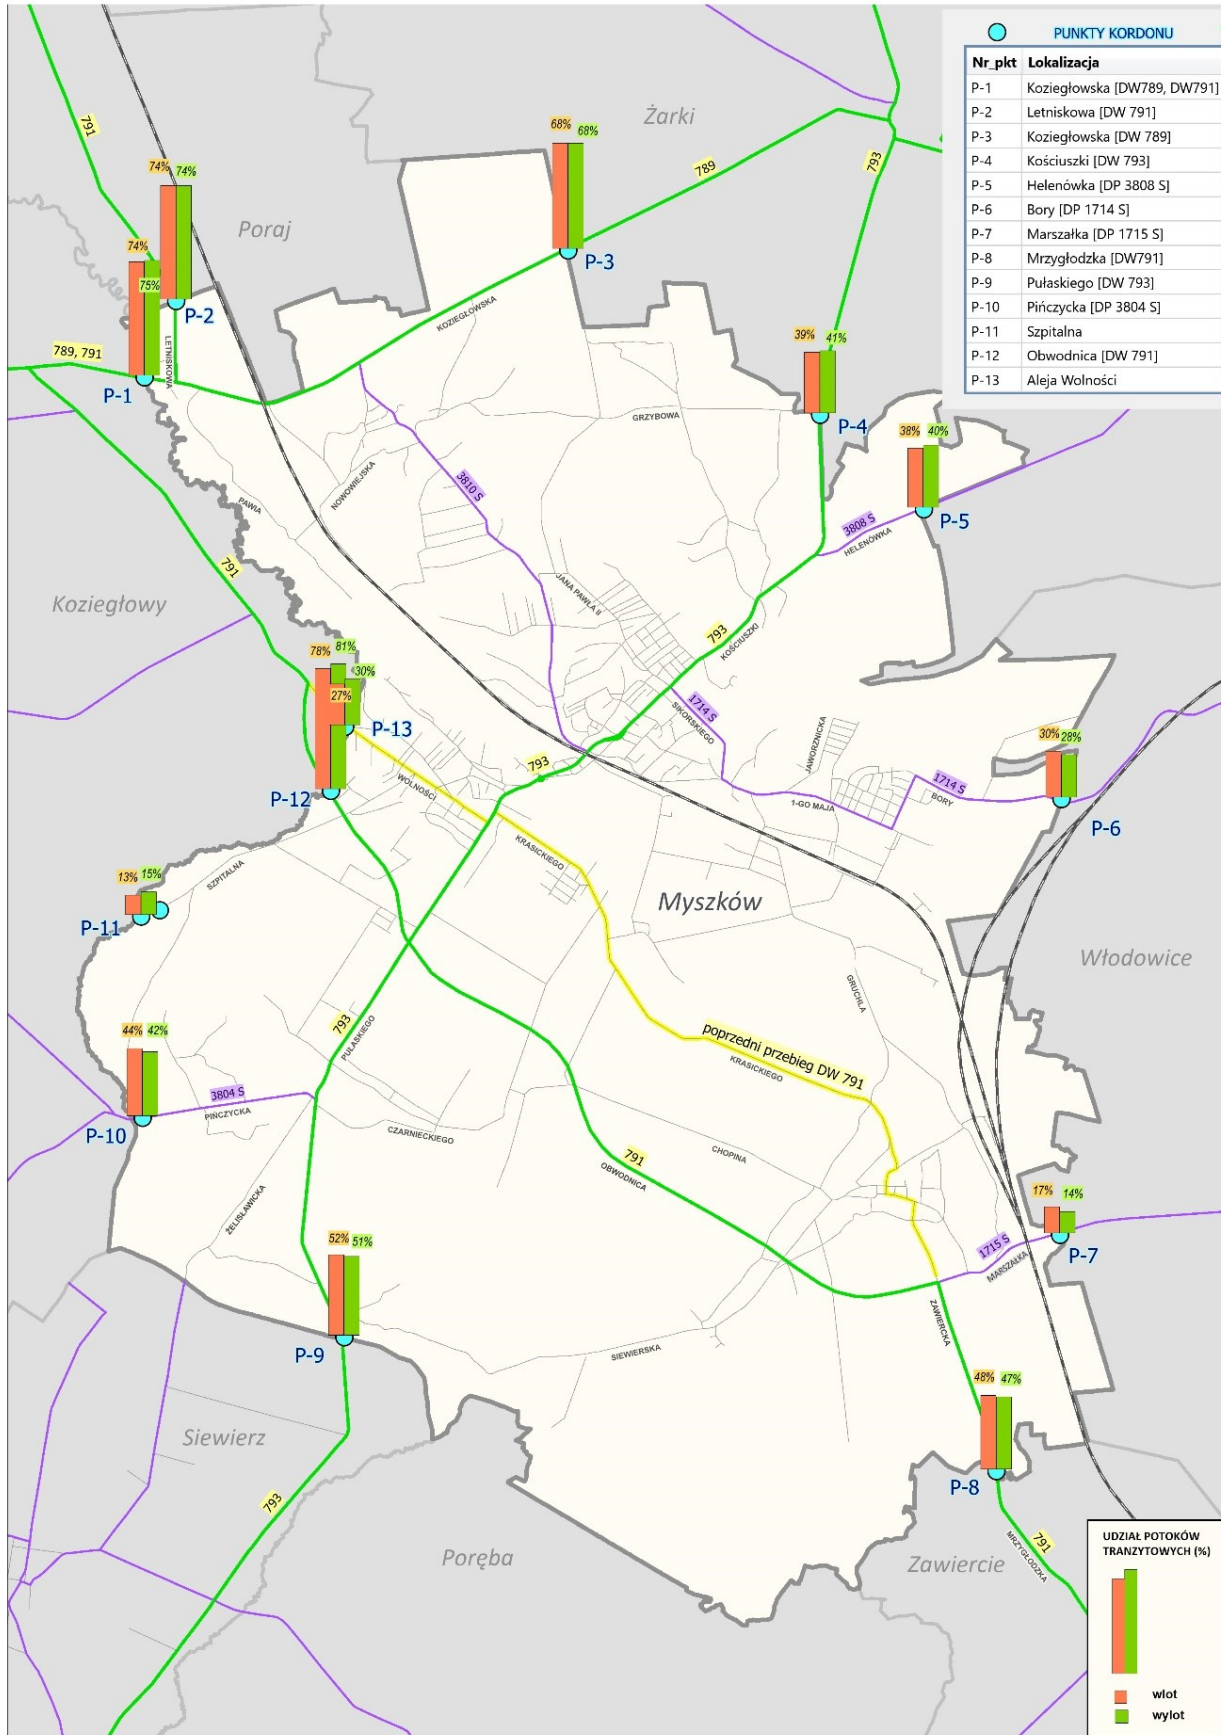 PUNKTY KORDONU
Nr_pkt Lokalizacja
P-1 Koziegłowska [DW789, DW791]
P-2 Letniskowa [DW 791]
P-3 Koziegłowska [DW 789]
P-4 Kościuszki [DW 793]
P-5 Helenówka [DP 3808 S]
P-6 Bory [DP 1714 S]
P-7 Marszałka [DP 1715 S]
P-8 Mrzygłodzka [DW791]
P-9 Pułaskiego [DW 793]
P-10 Pińczycka [DP 3804 S]
P-11 Szpitalna
P-12 Obwodnica [DW 791]
P-13 Aleja Wolności
Żarki
791
68% 68%
793
789
74% 74%
Poraj
74%
75%
P-3
P-2
KOZIEGŁOWSKA
LETNISKOWA
39% 41%
789, 791
P-1
GRZYBOWA
P-4
38% 40%
NOWOWIEJSKA
3810 S
PAWIA
P-5
3808 S
HELENÓWKA
791
JANA PAWŁA II
Koziegłowy
793
KOŚCIUSZKI
78% 81%
30%
27%
1714 S
SIKORSKIEGO
P-13
JAWORZNICKA
30% 28%
793
WOLNOŚCI
1714 S
BORY
P-12
1-GO MAJA
P-6
KRASICKIEGO
SZPITALNA
13% 15%
Myszków
P-11
Włodowice
GRUCHLA
793
PUŁASKIEGO
44% 42%
poprzedni przebieg DW 791
KRASICKIEGO
3804 S
PIŃCZYCKA
P-10
CZARNIECKIEGO
CHOPINA
791
OBWODNICA
17% 14%
ŻELISŁAWICKA
52% 51%
1715 S
MARSZAŁKA
P-7
ZAWIERCKA
P-9
SIEWIERSKA
48% 47%
Siewierz
P-8
793
791
MRZYGŁODZKA
Poręba
Zawiercie
UDZIAŁ POTOKÓW
TRANZYTOWYCH (%)
wlot
wylot